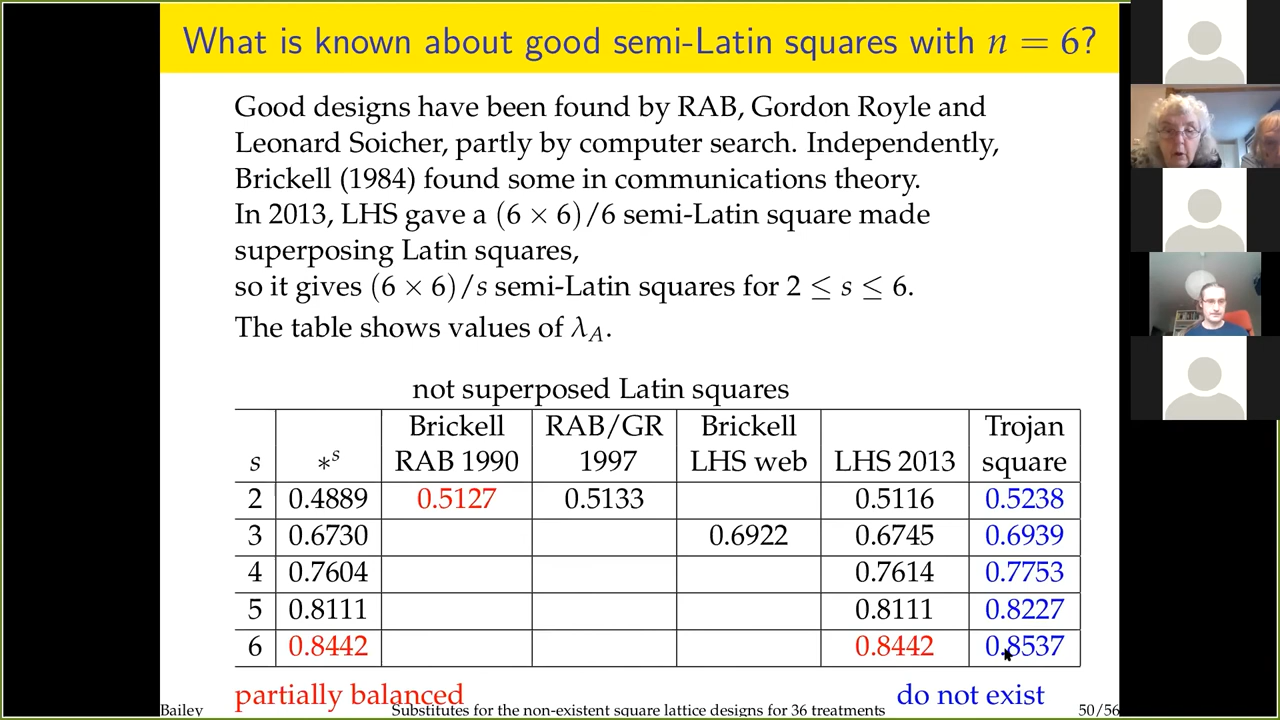 What is known about good semi-Latin squares with n = 6?
Good designs have been found by RAB, Gordon Royle and
Leonard Soicher, partly by computer search. Independently,
Brickell (1984) found some in communications theory.
In 2013, LHS gave a (6 × 6)/6 semi-Latin square made
superposing Latin squares,
so it gives (6 × 6)/s semi-Latin squares for 2 ≤ s ≤ 6.
The table shows values of λ_A.
not superposed Latin squares
Brickell RAB/GR Brickell Trojan
s *^s RAB 1990 1997 LHS web LHS 2013 square
2 0.4889 0.5127 0.5133 0.5116 0.5238
3 0.6730 0.6922 0.6745 0.6939
4 0.7604 0.7614 0.7753
5 0.8111 0.8111 0.8227
6 0.8442 0.8442 0.8537
partially balanced do not exist
Bailey Substitutes for the non-existent square lattice designs for 36 treatments 50/56